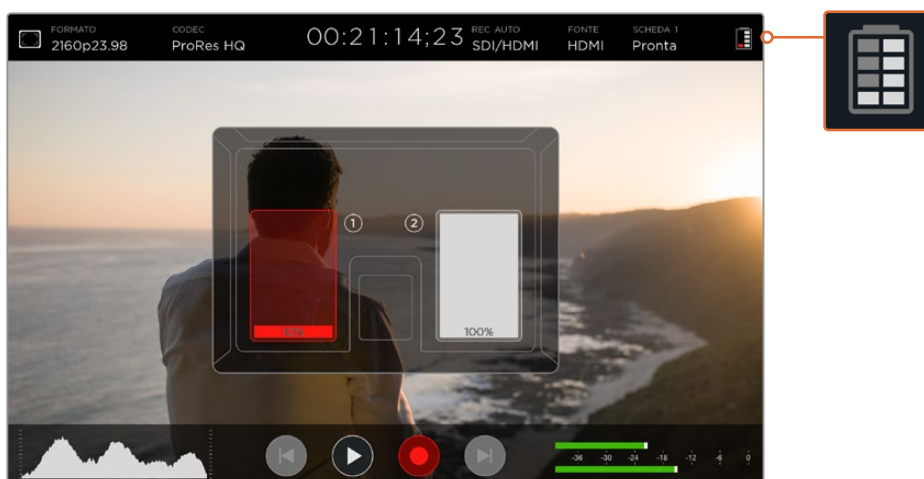 FORMATO CODEC 00:21:14;23 REC AUTO FONTE SCHEDA 1
2160p23.98 ProRes HQ SDI/HDMI HDMI Pronta
1 2
100%
-36 -30 -24 -18 -12 -6 0